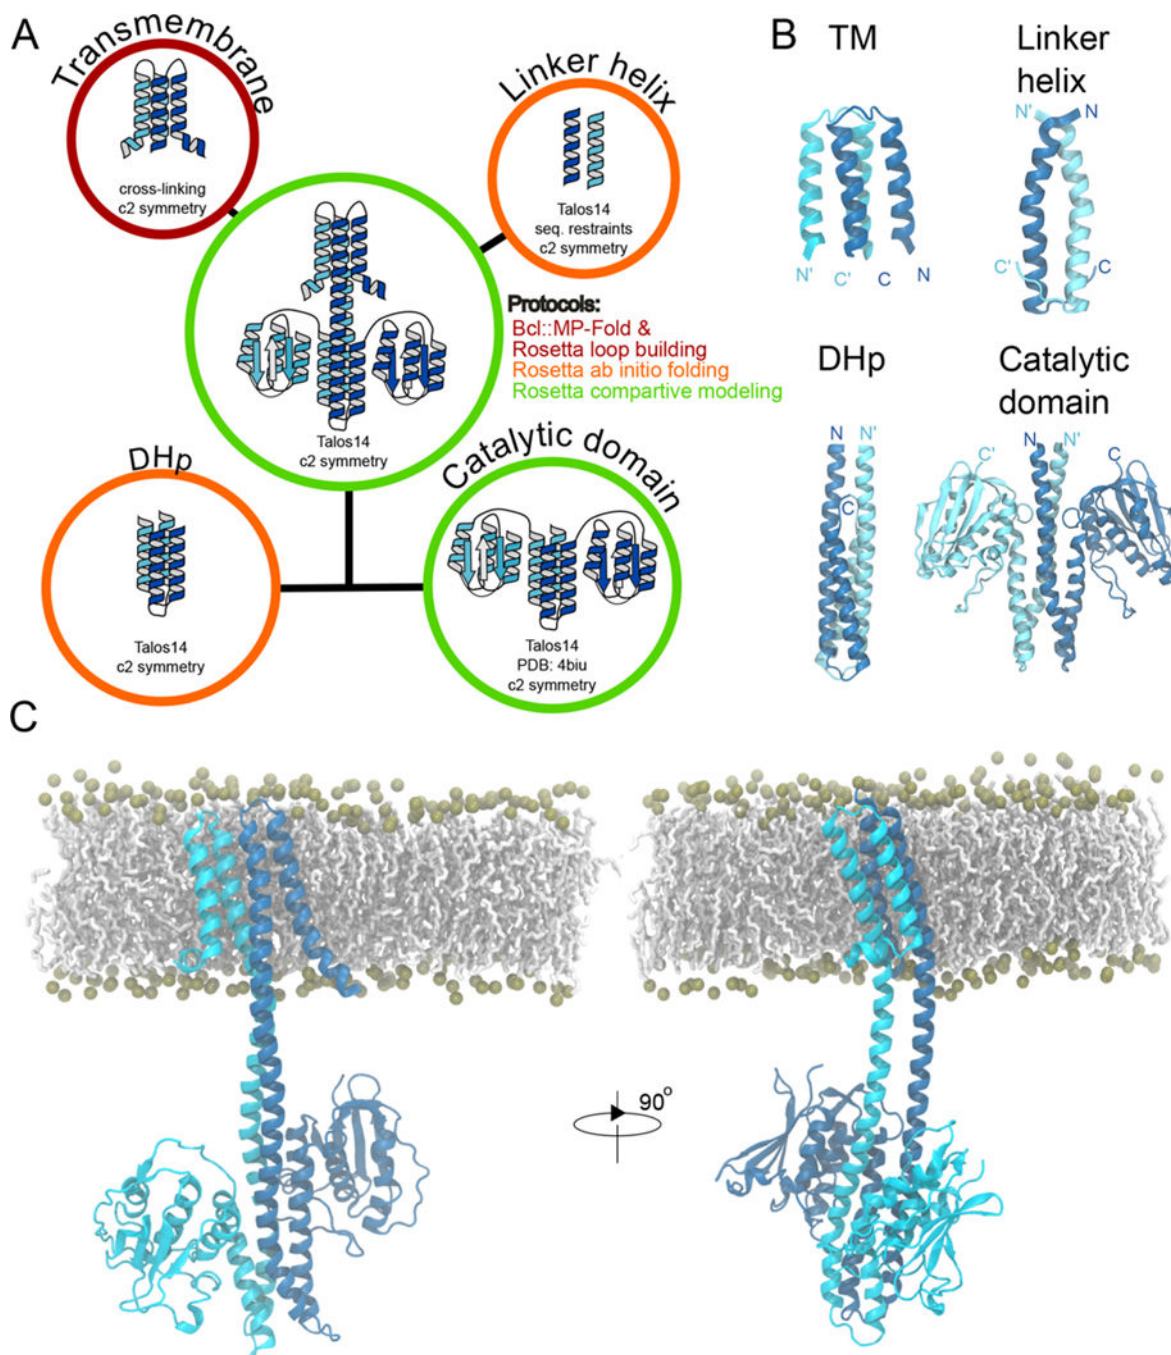 A
Transmembrane
cross-linking
c2 symmetry
Linker helix
Talos14
seq. restraints
c2 symmetry
Talos14
c2 symmetry
Protocols:
Bcl::MP-Fold &
Rosetta loop building
Rosetta ab initio folding
Rosetta compartive modeling
DHp
Talos14
c2 symmetry
Catalytic domain
Talos14
PDB: 4biu
c2 symmetry
B
TM
N' C' C N
Linker
helix
N' N
C' C
DHp
N N'
C
Catalytic
domain
C' N N' C
C
90°